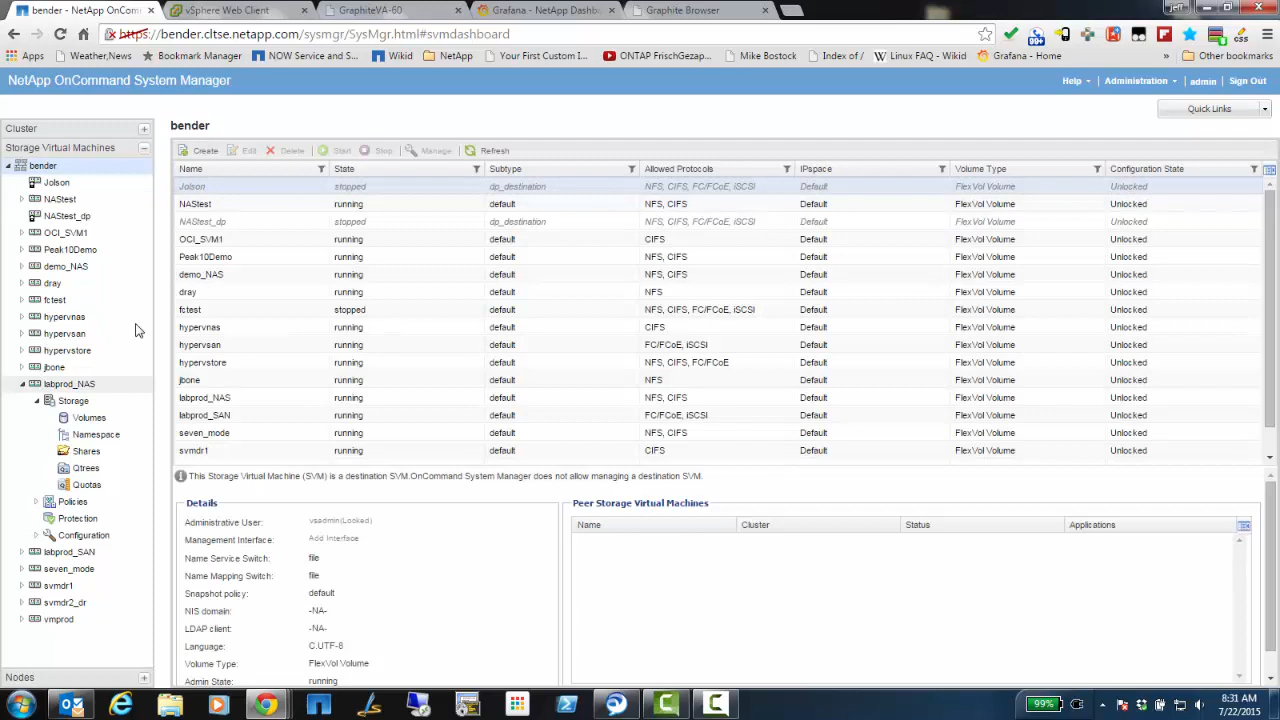 bender - NetApp OnCom
vSphere Web Client
GraphiteVA-60
Grafana - NetApp Dashb
Graphite Browser
jeff
https://bender.cltse.netapp.com/sysmgr/SysMgr.html#svmdashboard
99+
css
Apps
Weather,News
Bookmark Manager
NOW Service and S...
Wikid
NetApp
Your First Custom I...
ONTAP FrischGezap...
Mike Bostock
Index of /
Linux FAQ - Wikid
Grafana - Home
»
Other bookmarks
NetApp OnCommand System Manager
Help
Administration
admin
Sign Out
Quick Links
Cluster
Storage Virtual Machines
bender
Jolson
NAStest
NAStest_dp
OCI_SVM1
Peak10Demo
demo_NAS
dray
fctest
hypervnas
hypervsan
hypervstore
jbone
labprod_NAS
Storage
Volumes
Namespace
Shares
Qtrees
Quotas
Policies
Protection
Configuration
labprod_SAN
seven_mode
svmdr1
svmdr2_dr
vmprod
Nodes
bender
Create Edit Delete Start Stop Manage Refresh
Name State Subtype Allowed Protocols IPspace Volume Type Configuration State
Jolson stopped dp_destination NFS, CIFS, FC/FCoE, iSCSI Default FlexVol Volume Unlocked
NAStest running default NFS, CIFS Default FlexVol Volume Unlocked
NAStest_dp stopped dp_destination NFS, CIFS, FC/FCoE, iSCSI Default FlexVol Volume Unlocked
OCI_SVM1 running default CIFS Default FlexVol Volume Unlocked
Peak10Demo running default NFS, CIFS Default FlexVol Volume Unlocked
demo_NAS running default NFS, CIFS Default FlexVol Volume Unlocked
dray running default NFS Default FlexVol Volume Unlocked
fctest stopped default NFS, CIFS, FC/FCoE, iSCSI Default FlexVol Volume Unlocked
hypervnas running default CIFS Default FlexVol Volume Unlocked
hypervsan running default FC/FCoE, iSCSI Default FlexVol Volume Unlocked
hypervstore running default NFS, CIFS, FC/FCoE Default FlexVol Volume Unlocked
jbone running default NFS Default FlexVol Volume Unlocked
labprod_NAS running default NFS, CIFS Default FlexVol Volume Unlocked
labprod_SAN running default FC/FCoE, iSCSI Default FlexVol Volume Unlocked
seven_mode running default NFS, CIFS Default FlexVol Volume Unlocked
svmdr1 running default CIFS Default FlexVol Volume Unlocked
This Storage Virtual Machine (SVM) is a destination SVM.OnCommand System Manager does not allow managing a destination SVM.
Details
Administrative User: vsadmin(Locked)
Management Interface: Add Interface
Name Service Switch: file
Name Mapping Switch: file
Snapshot policy: default
NIS domain: -NA-
LDAP client: -NA-
Language: C.UTF-8
Volume Type: FlexVol Volume
Admin State: running
Peer Storage Virtual Machines
Name Cluster Status Applications
99%
8:31 AM
7/22/2015